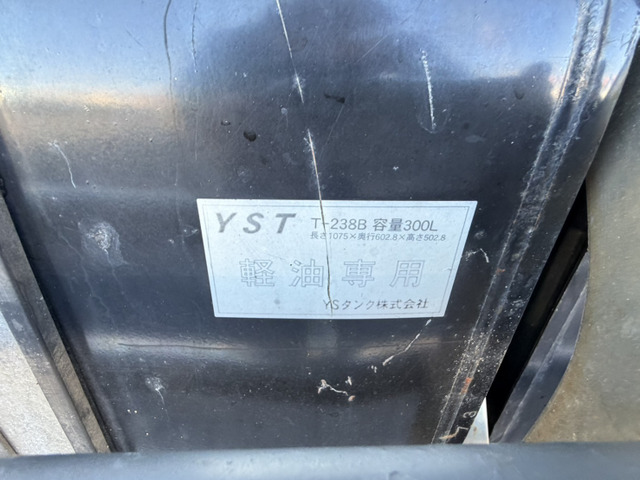 YST T-238B 容量300L
長さ1075×奥行602.8×高さ502.8
軽油専用
YSタンク株式会社